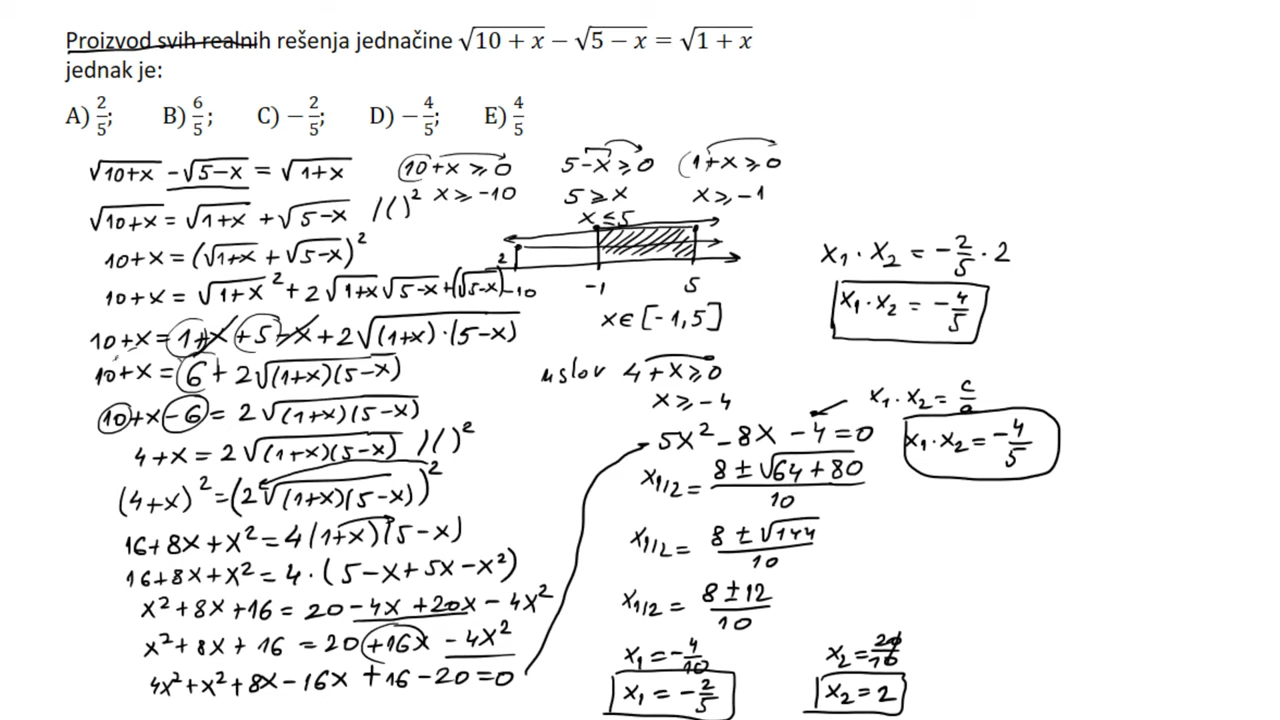 Proizvod svih realnih rešenja jednačine √(10 + x) − √(5 − x) = √(1 + x)
jednak je:
A) 2/5; B) 6/5; C) −2/5; D) −4/5; E) 4/5
√(10+x) − √(5−x) = √(1+x)
√(10+x) = √(1+x) + √(5−x) /( )²
10+x = (√(1+x) + √(5−x))²
10+x = √(1+x)² + 2√(1+x)√(5−x) + (√(5−x))²
10+x = 1+x+5−x + 2√((1+x)·(5−x))
10+x = 6 + 2√((1+x)(5−x))
10+x−6 = 2√((1+x)(5−x))
4+x = 2√((1+x)(5−x)) /( )²
(4+x)² = (2√((1+x)(5−x)))²
16+8x+x² = 4(1+x)(5−x)
16+8x+x² = 4·(5−x+5x−x²)
x²+8x+16 = 20−4x+20x−4x²
x²+8x+16 = 20+16x−4x²
4x²+x²+8x−16x+16−20=0
10+x ⩾ 0
x ⩾ −10
5−x ⩾ 0
5 ⩾ x
x ≤ 5
1+x ⩾ 0
x ⩾ −1
−10 −1 5
x∈[−1,5]
uslov 4+x ⩾ 0
x ⩾ −4
5x²−8x−4=0
x1/2 = (8 ± √(64+80))/10
x1/2 = (8 ± √144)/10
x1/2 = (8 ± 12)/10
x₁ = −4/10
x₁ = −2/5
x₂ = 20/10
x₂ = 2
x₁ · x₂ = −2/5 · 2
x₁ · x₂ = −4/5
x₁ · x₂ = c/a
x₁ · x₂ = −4/5